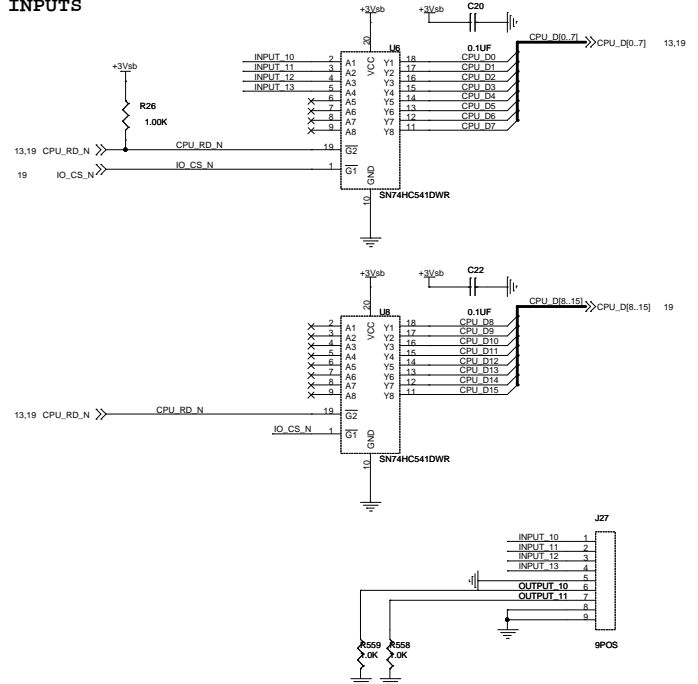 INPUTS
+3Vsb
+3Vsb
C20
0.1UF
CPU_D[0..7]
CPU_D[0..7] 13,19
+3Vsb
R26
1.00K
U6
20
VCC
INPUT_10 2 A1 Y1 18 CPU_D0
INPUT_11 3 A2 Y2 17 CPU_D1
INPUT_12 4 A3 Y3 16 CPU_D2
INPUT_13 5 A4 Y4 15 CPU_D3
6 A5 Y5 14 CPU_D4
7 A6 Y6 13 CPU_D5
8 A7 Y7 12 CPU_D6
9 A8 Y8 11 CPU_D7
13,19 CPU_RD_N CPU_RD_N 19 G2
19 IO_CS_N IO_CS_N 1 G1
GND
10
SN74HC541DWR
+3Vsb
+3Vsb
C22
0.1UF
CPU_D[8..15]
CPU_D[8..15] 19
U8
20
VCC
2 A1 Y1 18 CPU_D8
3 A2 Y2 17 CPU_D9
4 A3 Y3 16 CPU_D10
5 A4 Y4 15 CPU_D11
6 A5 Y5 14 CPU_D12
7 A6 Y6 13 CPU_D13
8 A7 Y7 12 CPU_D14
9 A8 Y8 11 CPU_D15
13,19 CPU_RD_N CPU_RD_N 19 G2
IO_CS_N 1 G1
GND
10
SN74HC541DWR
J27
INPUT_10 1
INPUT_11 2
INPUT_12 3
INPUT_13 4
5
OUTPUT_10 6
OUTPUT_11 7
8
9
9POS
R559
1.0K
R558
1.0K